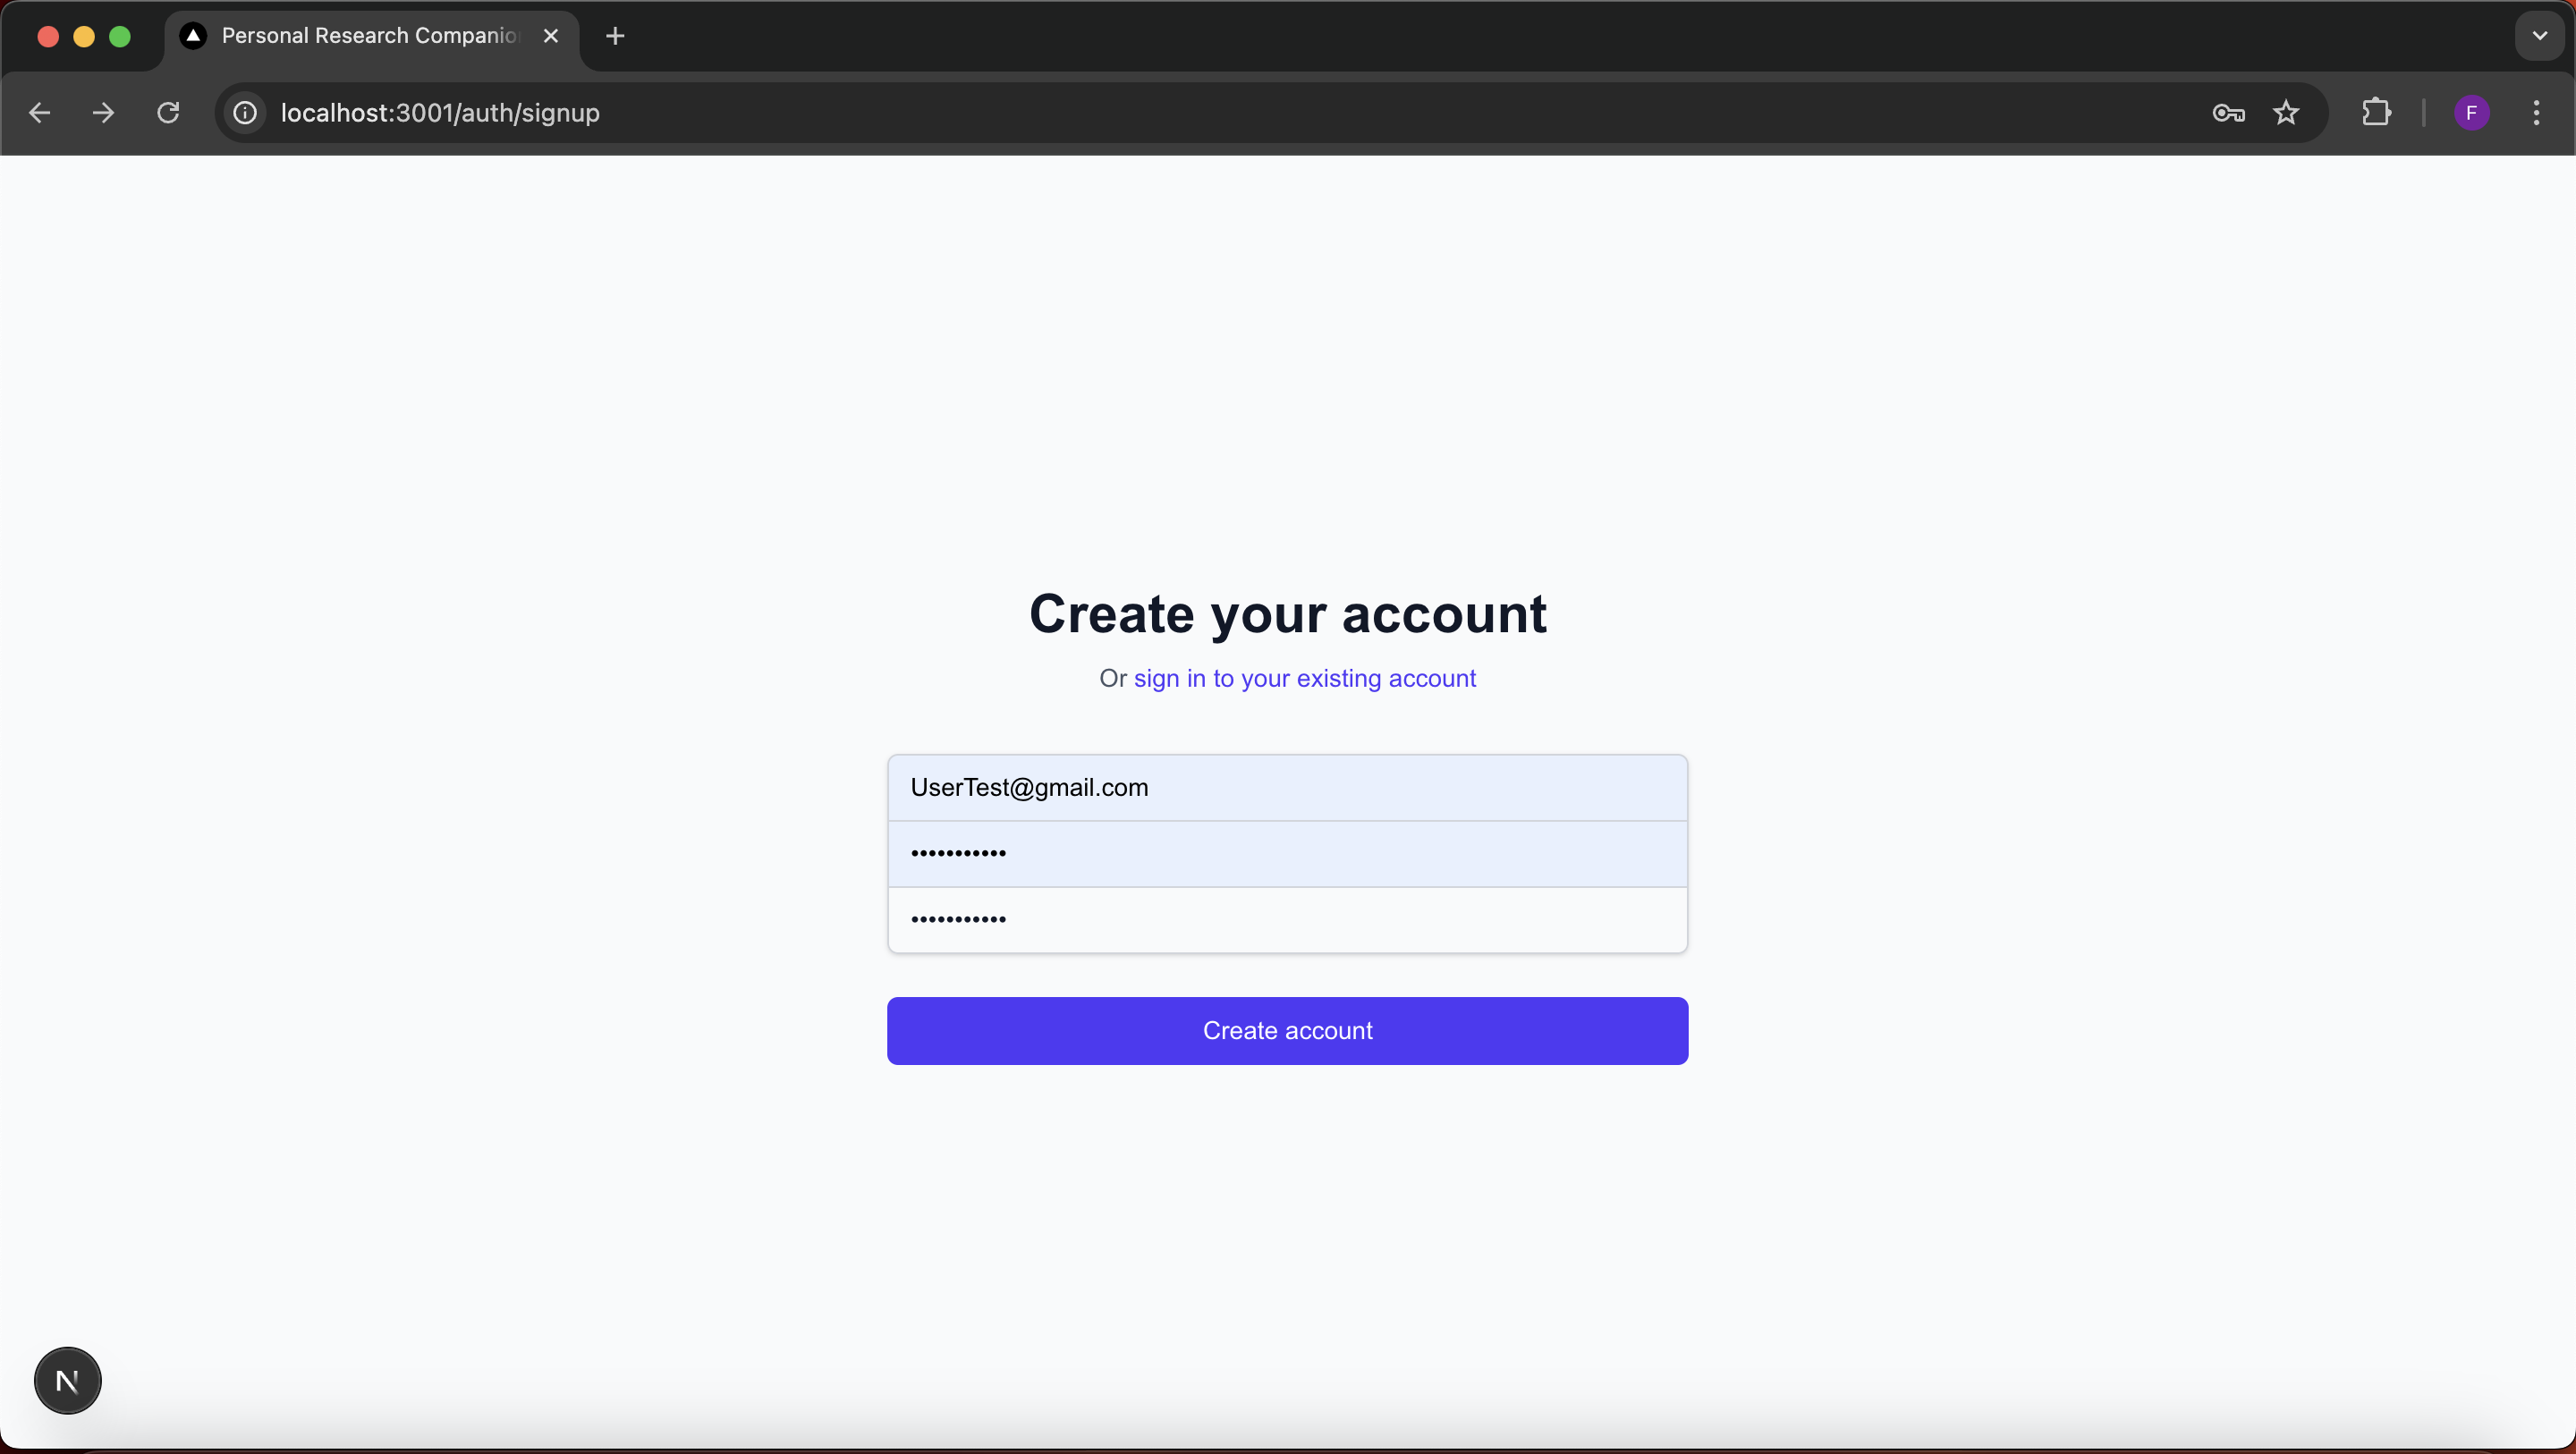 Personal Research Companio
localhost:3001/auth/signup
F
Create your account
Or sign in to your existing account
UserTest@gmail.com
•••••••••••
•••••••••••
Create account
N